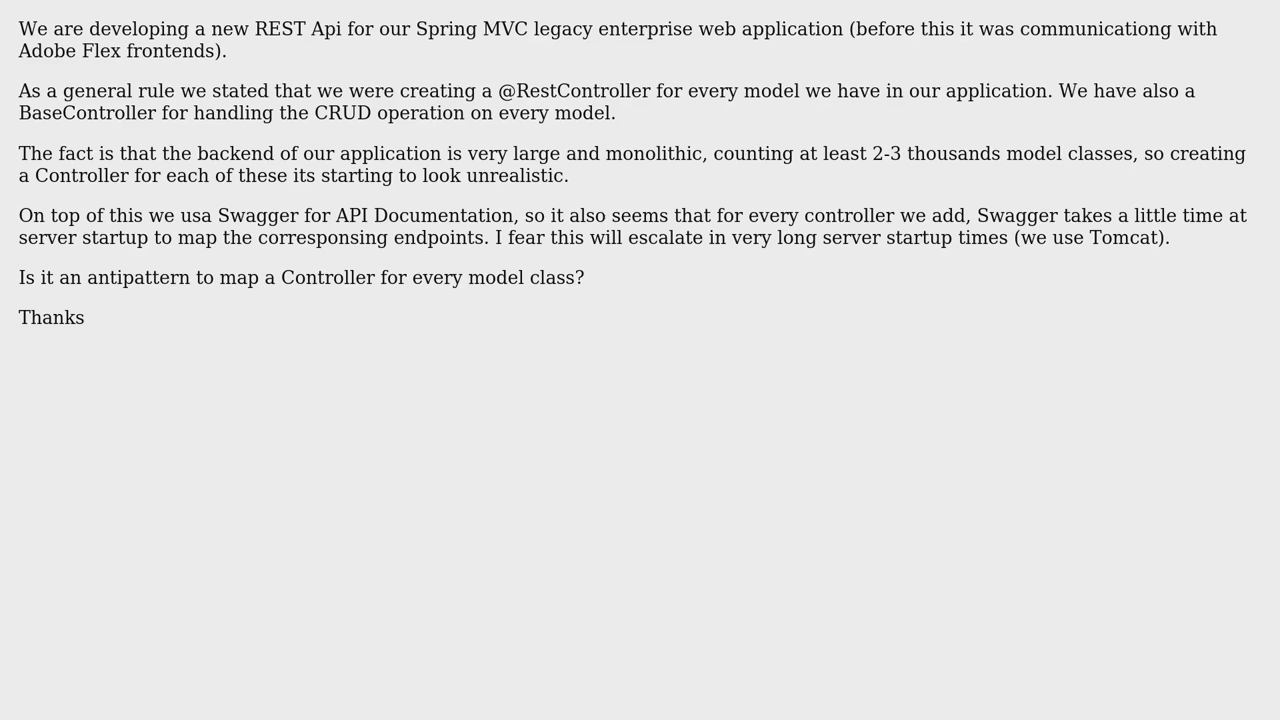 We are developing a new REST Api for our Spring MVC legacy enterprise web application (before this it was communicationg with
Adobe Flex frontends).
As a general rule we stated that we were creating a @RestController for every model we have in our application. We have also a
BaseController for handling the CRUD operation on every model.
The fact is that the backend of our application is very large and monolithic, counting at least 2-3 thousands model classes, so creating
a Controller for each of these its starting to look unrealistic.
On top of this we usa Swagger for API Documentation, so it also seems that for every controller we add, Swagger takes a little time at
server startup to map the corresponsing endpoints. I fear this will escalate in very long server startup times (we use Tomcat).
Is it an antipattern to map a Controller for every model class?
Thanks